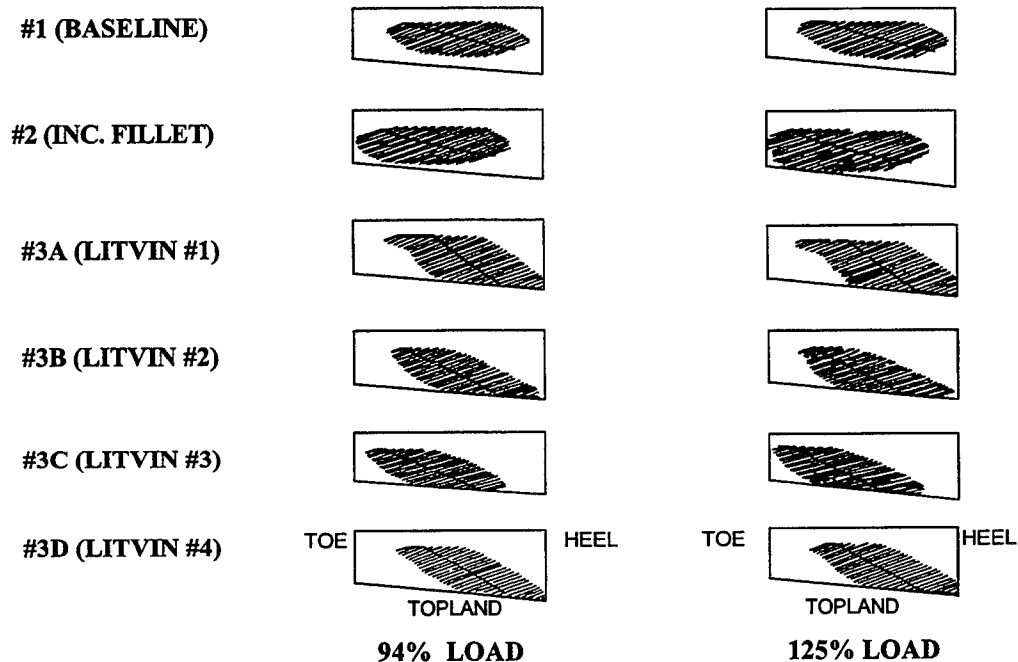 #1 (BASELINE)
#2 (INC. FILLET)
#3A (LITVIN #1)
#3B (LITVIN #2)
#3C (LITVIN #3)
#3D (LITVIN #4)
TOE HEEL TOE HEEL
TOPLAND TOPLAND
94% LOAD 125% LOAD